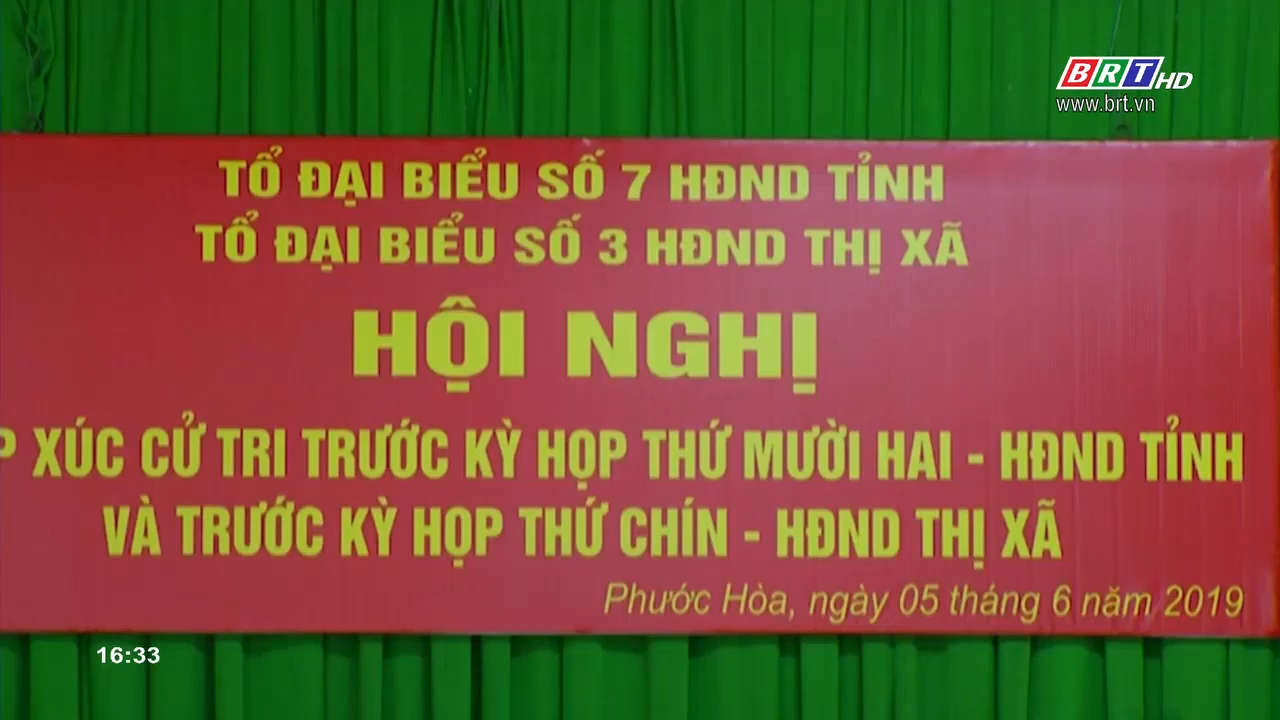 BRT HD
www.brt.vn
TỔ ĐẠI BIỂU SỐ 7 HĐND TỈNH
TỔ ĐẠI BIỂU SỐ 3 HĐND THỊ XÃ
HỘI NGHỊ
P XÚC CỬ TRI TRƯỚC KỲ HỌP THỨ MƯỜI HAI - HĐND TỈNH
VÀ TRƯỚC KỲ HỌP THỨ CHÍN - HĐND THỊ XÃ
Phước Hòa, ngày 05 tháng 6 năm 2019
16:33